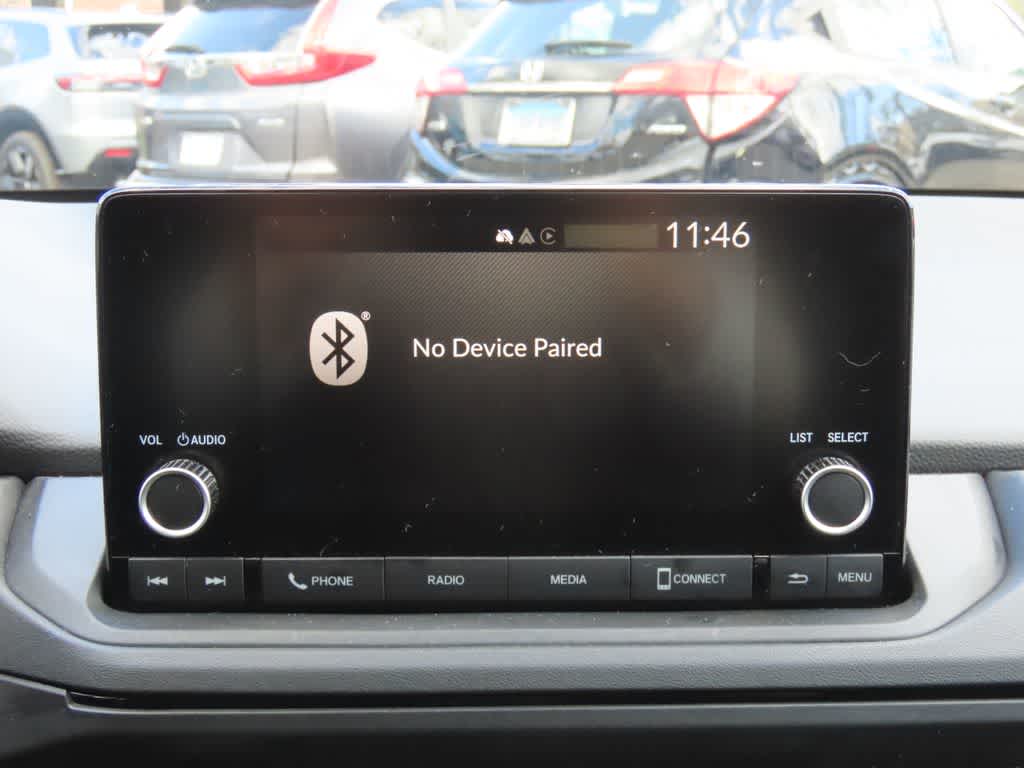 11:46
®
No Device Paired
VOL AUDIO
LIST SELECT
PHONE RADIO MEDIA CONNECT MENU